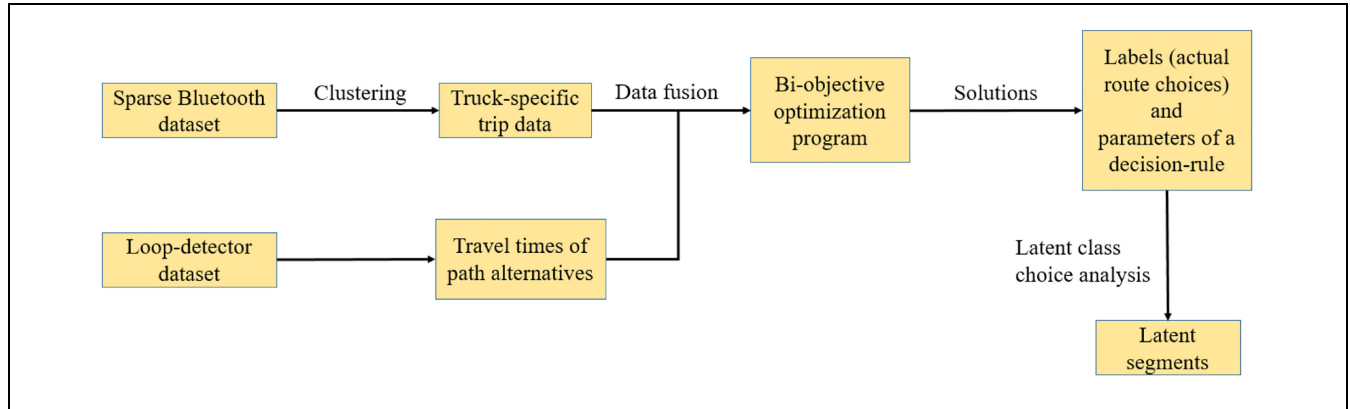 Sparse Bluetooth
dataset
Clustering
Truck-specific
trip data
Data fusion
Bi-objective
optimization
program
Solutions
Labels (actual
route choices)
and
parameters of a
decision-rule
Loop-detector
dataset
Travel times of
path alternatives
Latent class
choice analysis
Latent
segments